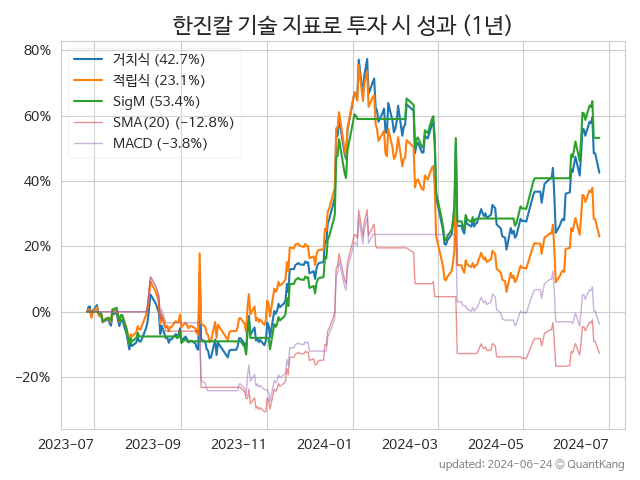 한진칼 기술 지표로 투자 시 성과 (1년)
80%
60%
40%
20%
0%
−20%
거치식 (42.7%)
적립식 (23.1%)
SigM (53.4%)
SMA(20) (−12.8%)
MACD (−3.8%)
2023-07
2023-09
2023-11
2024-01
2024-03
2024-05
2024-07
updated: 2024-06-24 © QuantKang